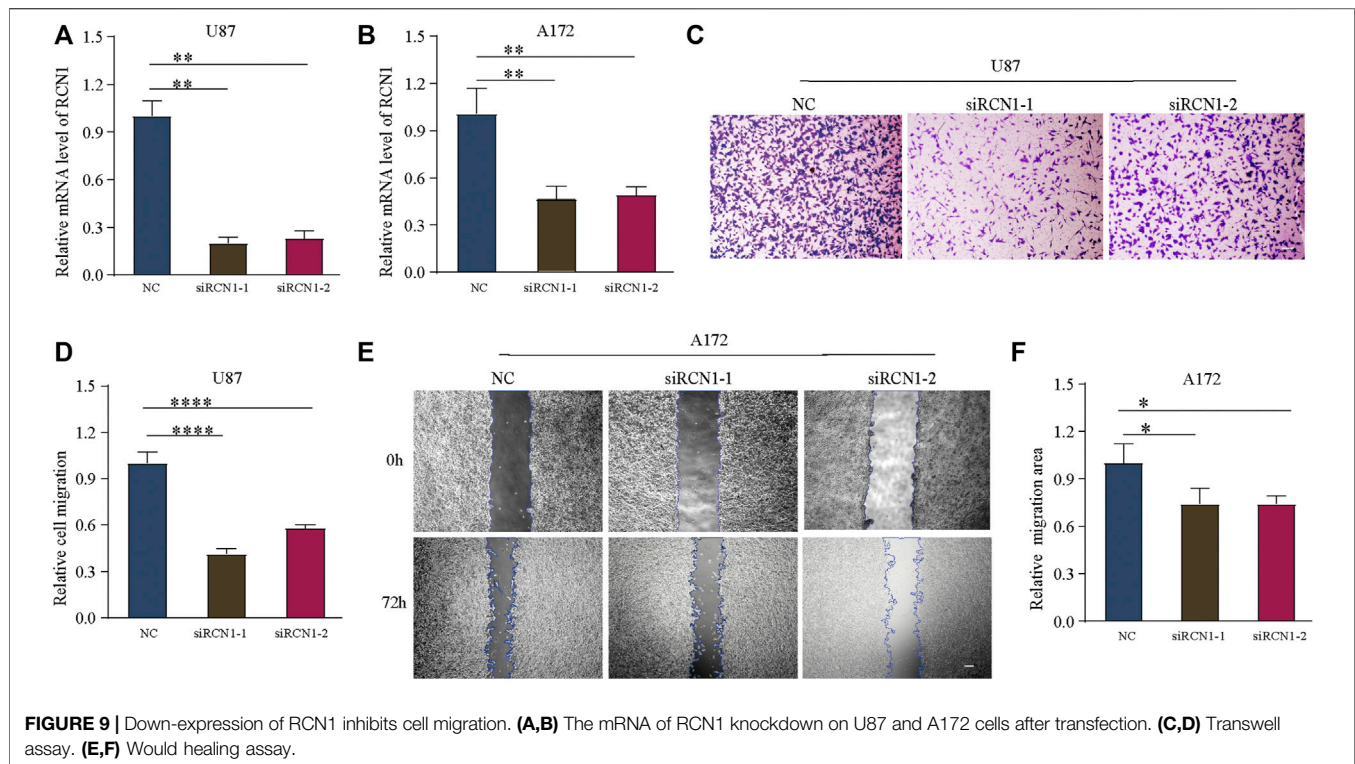 A
U87
Relative mRNA level of RCN1
1.5
1.2
0.9
0.6
0.3
0.0
**
**
NC
siRCN1-1
siRCN1-2
B
A172
Relative mRNA level of RCN1
1.5
1.2
0.9
0.6
0.3
0.0
**
**
NC
siRCN1-1
siRCN1-2
C
U87
NC
siRCN1-1
siRCN1-2
D
U87
Relative cell migration
1.5
1.2
0.9
0.6
0.3
0.0
****
****
NC
siRCN1-1
siRCN1-2
E
A172
NC
siRCN1-1
siRCN1-2
0h
72h
F
A172
Relative migration area
1.5
1.2
0.9
0.6
0.3
0.0
*
*
NC
siRCN1-1
siRCN1-2
FIGURE 9 | Down-expression of RCN1 inhibits cell migration. (A,B) The mRNA of RCN1 knockdown on U87 and A172 cells after transfection. (C,D) Transwell
assay. (E,F) Would healing assay.